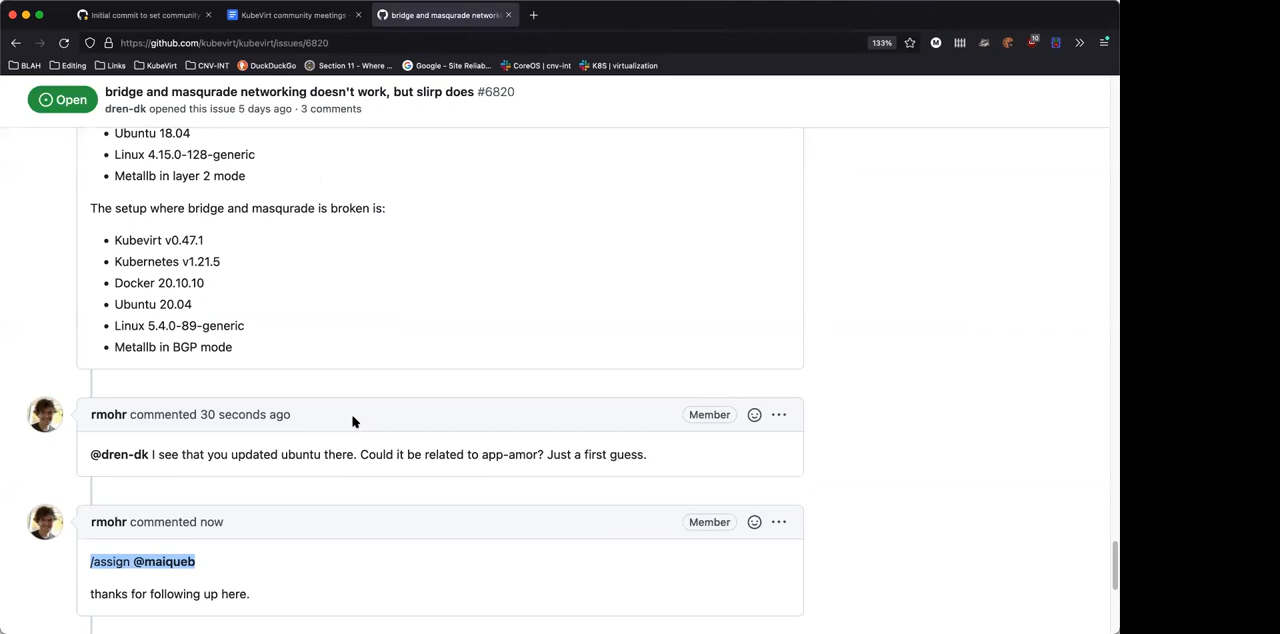 Initial commit to set community
KubeVirt community meetings
bridge and masqurade network
https://github.com/kubevirt/kubevirt/issues/6820
133%
10
BLAH
Editing
Links
KubeVirt
CNV-INT
DuckDuckGo
Section 11 - Where ...
Google - Site Reliab...
CoreOS | cnv-int
K8S | virtualization
Open
bridge and masqurade networking doesn't work, but slirp does #6820
dren-dk opened this issue 5 days ago · 3 comments
• Ubuntu 18.04
• Linux 4.15.0-128-generic
• Metallb in layer 2 mode
The setup where bridge and masqurade is broken is:
• Kubevirt v0.47.1
• Kubernetes v1.21.5
• Docker 20.10.10
• Ubuntu 20.04
• Linux 5.4.0-89-generic
• Metallb in BGP mode
rmohr commented 30 seconds ago
Member
@dren-dk I see that you updated ubuntu there. Could it be related to app-amor? Just a first guess.
rmohr commented now
Member
/assign @maiqueb
thanks for following up here.